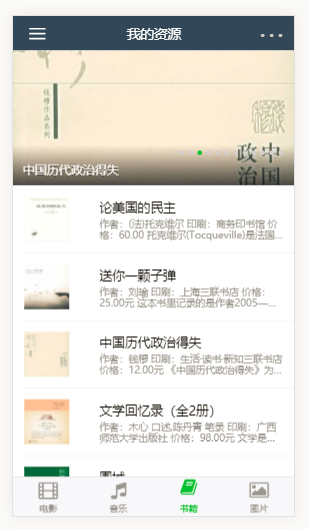 我的资源
钱穆作品系列
中国
政治
中国历代政治得失
论美国的民主
作者：(法)托克维尔 印刷：商务印书馆 价
格：60.00 托克维尔(Tocqueville)是法国...
送你一颗子弹
作者：刘瑜 印刷：上海三联书店 价格：
25.00元 这本书里记录的是作者2005—...
中国历代政治得失
作者：钱穆 印刷：生活·读书·新知三联书店
价格：12.00元 《中国历代政治得失》为...
文学回忆录（全2册）
作者：木心 口述,陈丹青 笔录 印刷：广西
师范大学出版社 价格：98.00元 文学是...
围城
电影
音乐
书籍
图片